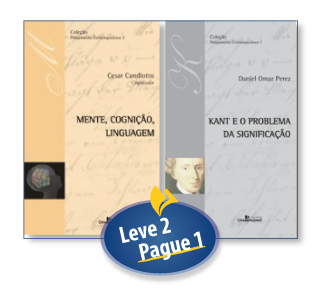 Coleção
Pensamento Contemporâneo 3
Cesar Candiotto
Organizador
MENTE, COGNIÇÃO,
LINGUAGEM
Coleção
Pensamento Contemporâneo 1
Daniel Omar Perez
KANT E O PROBLEMA
DA SIGNIFICAÇÃO
Leve 2
Pague 1